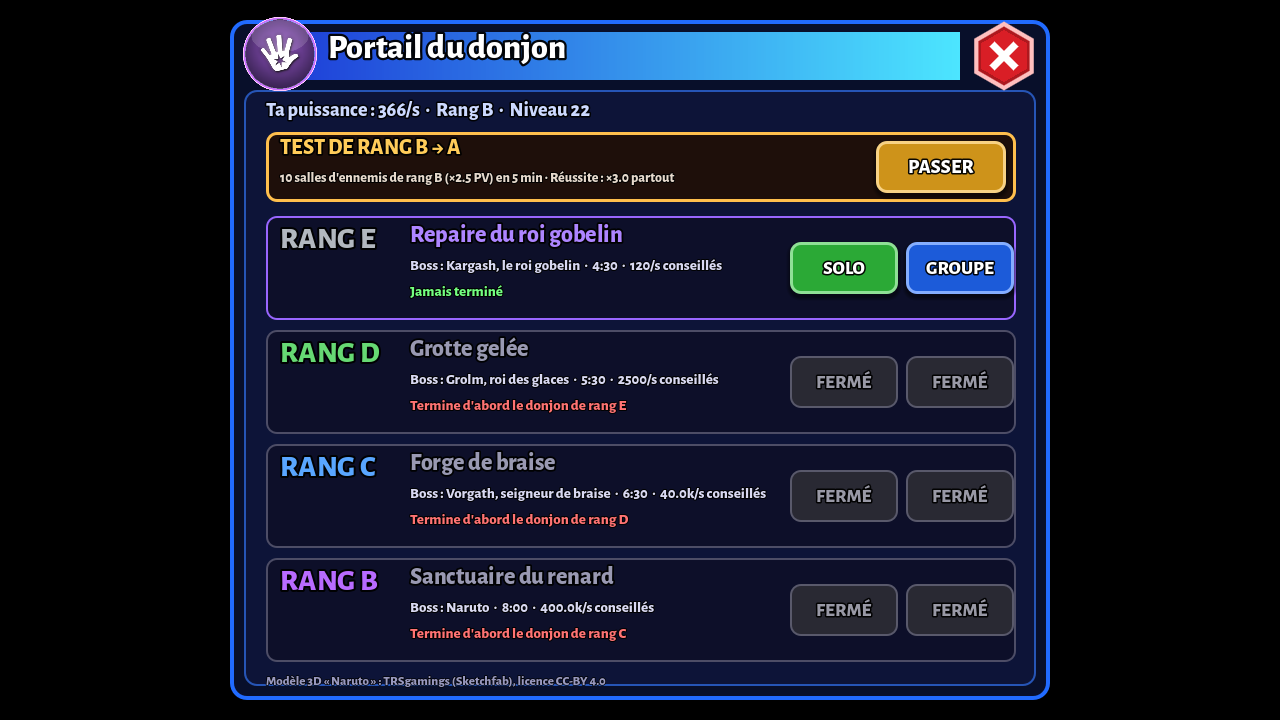 Portail du donjon
Ta puissance : 366/s · Rang B · Niveau 22
TEST DE RANG B → A
10 salles d'ennemis de rang B (×2.5 PV) en 5 min · Réussite : ×3.0 partout
PASSER
RANG E
Repaire du roi gobelin
Boss : Kargash, le roi gobelin · 4:30 · 120/s conseillés
Jamais terminé
SOLO
GROUPE
RANG D
Grotte gelée
Boss : Grolm, roi des glaces · 5:30 · 2500/s conseillés
Termine d'abord le donjon de rang E
FERMÉ
FERMÉ
RANG C
Forge de braise
Boss : Vorgath, seigneur de braise · 6:30 · 40.0k/s conseillés
Termine d'abord le donjon de rang D
FERMÉ
FERMÉ
RANG B
Sanctuaire du renard
Boss : Naruto · 8:00 · 400.0k/s conseillés
Termine d'abord le donjon de rang C
FERMÉ
FERMÉ
Modèle 3D « Naruto » : TRSgamings (Sketchfab), licence CC-BY 4.0